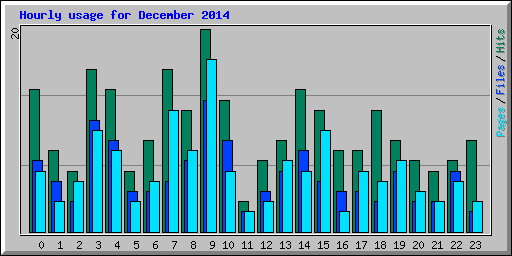 Hourly usage for December 2014
20
Pages/Files/Hits
0 1 2 3 4 5 6 7 8 9 10 11 12 13 14 15 16 17 18 19 20 21 22 23